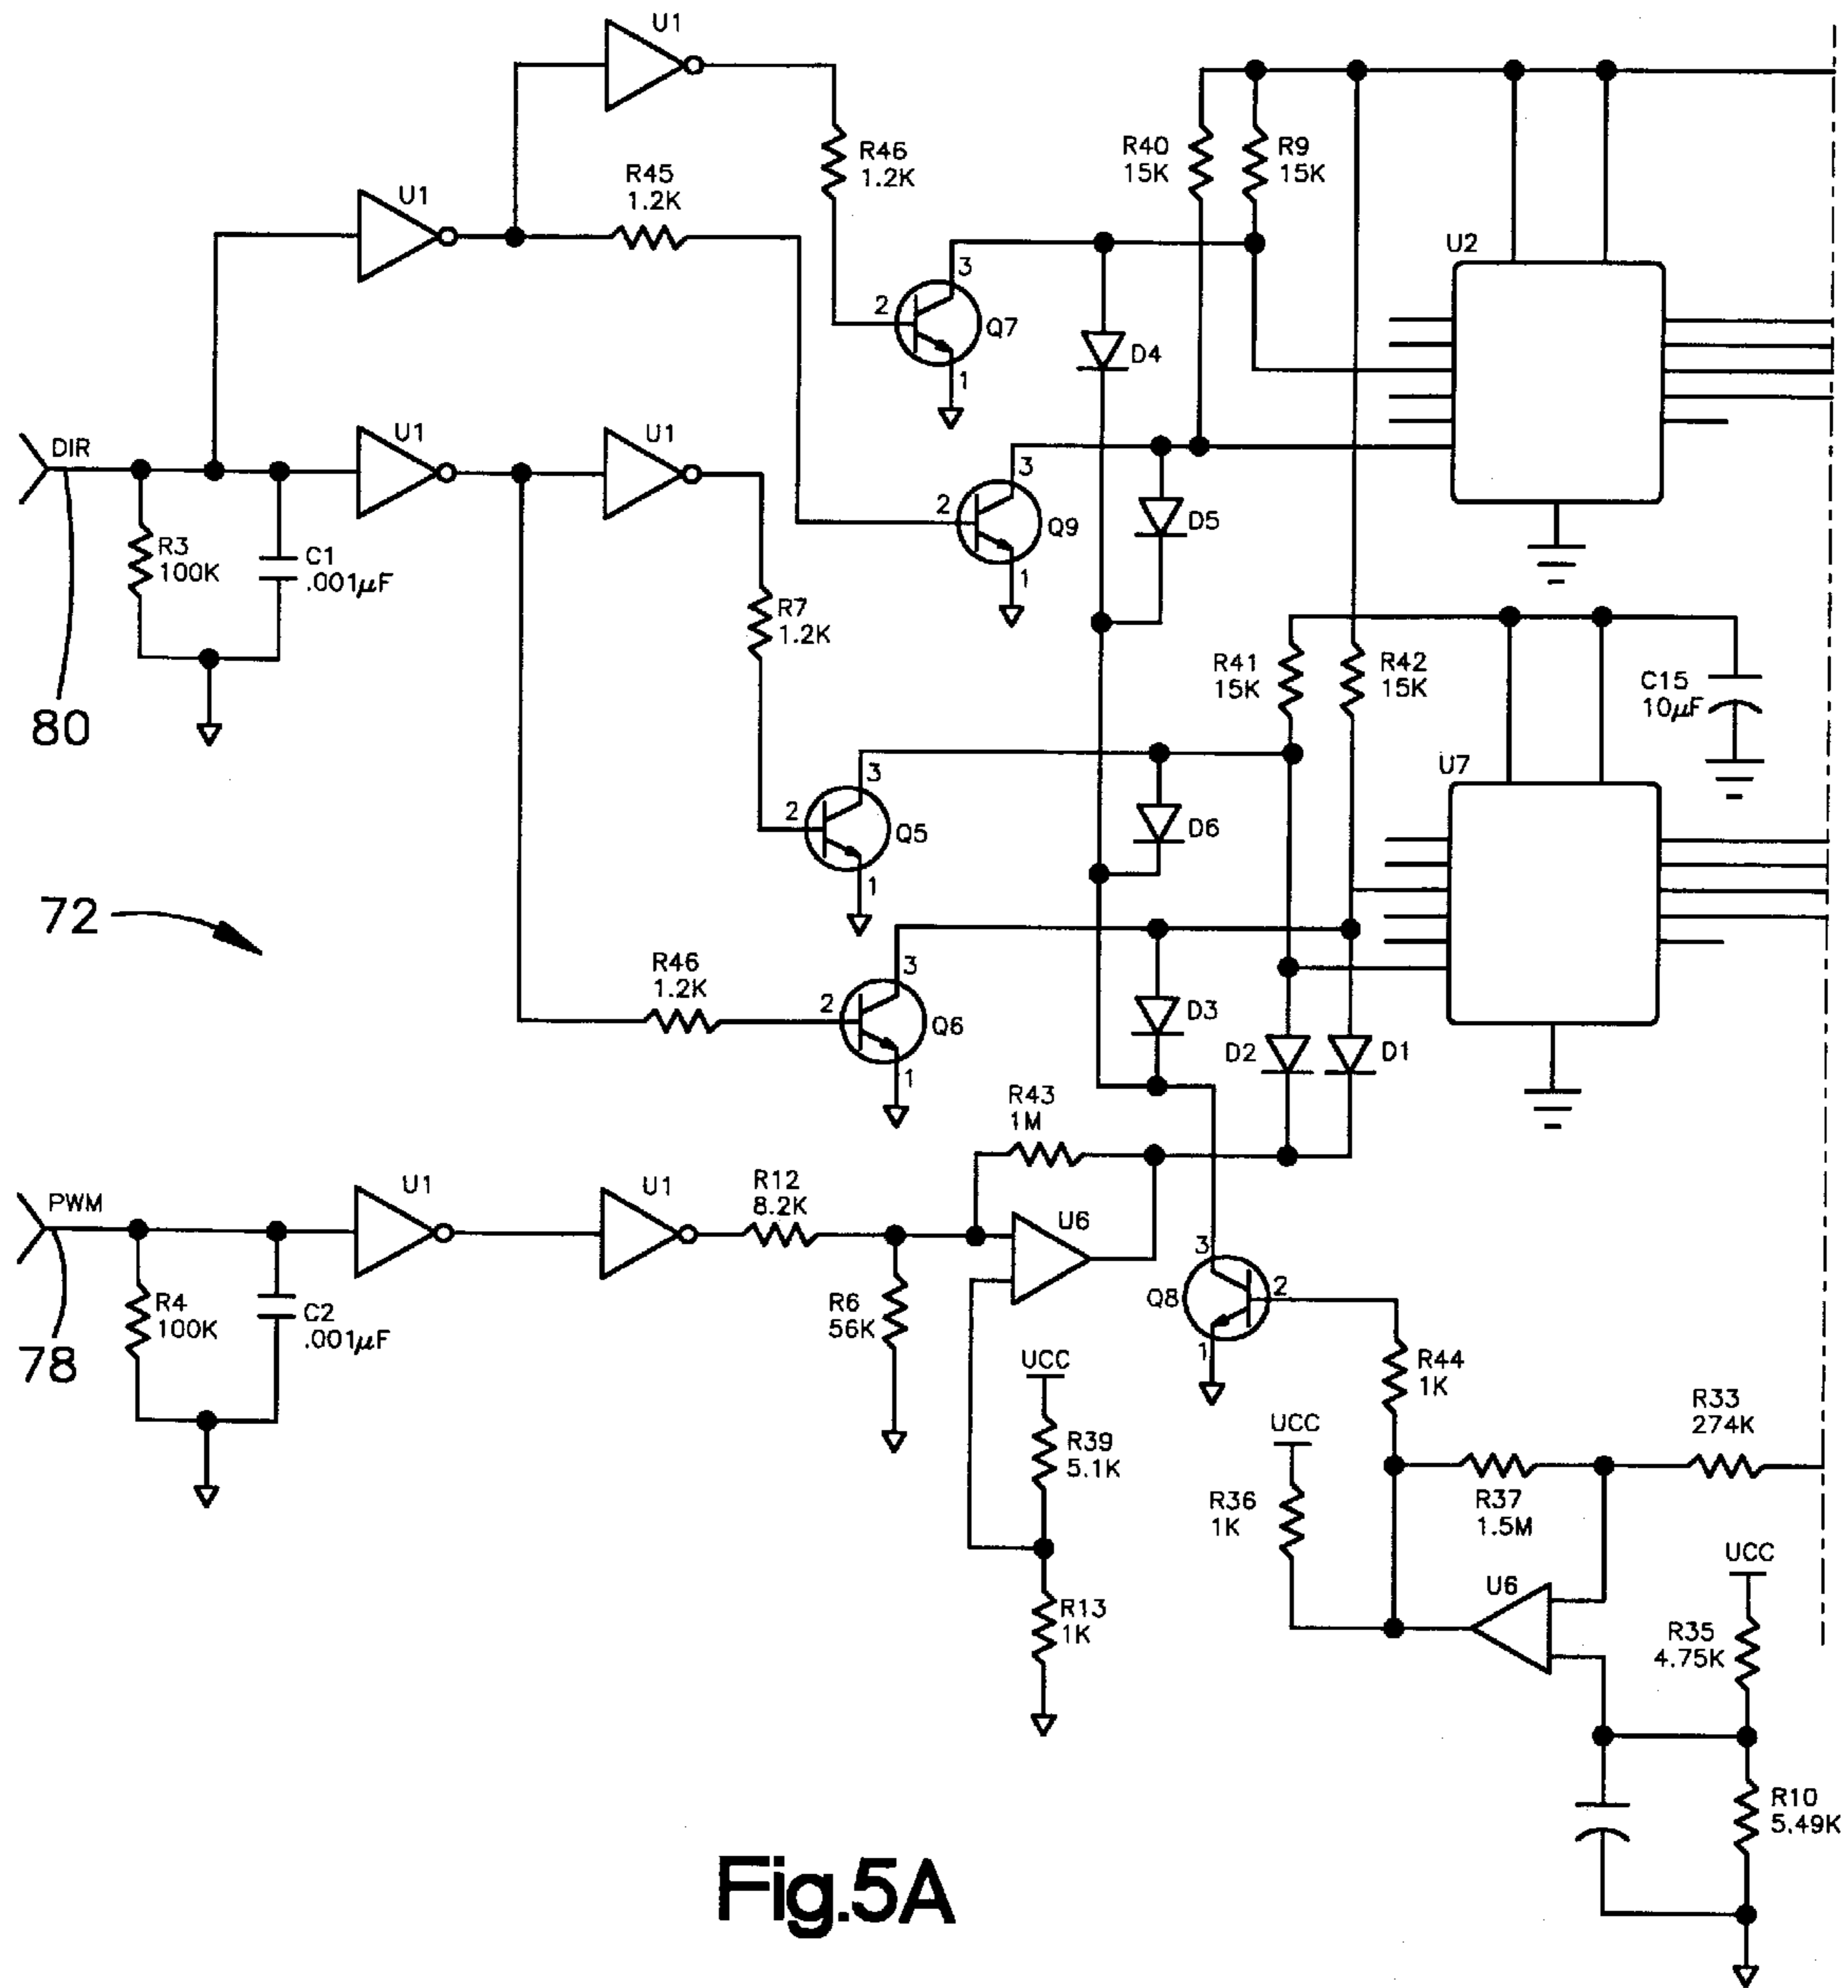 U1
R46
1.2K
R45
1.2K
U1
R40
15K
R9
15K
U2
3
2
Q7
1
D4
DIR
U1
U1
3
2
Q9
1
D5
R3
100K
C1
.001µF
R7
1.2K
80
R41
15K
R42
15K
C15
10µF
U7
3
2
Q5
1
D6
72
R46
1.2K
3
2
Q6
1
D3
D2
D1
R43
1M
PWM
U1
U1
R12
8.2K
U6
3
2
Q8
1
R4
100K
C2
.001µF
R6
56K
78
UCC
R44
1K
R39
5.1K
UCC
R33
274K
R36
1K
R37
1.5M
UCC
U6
R35
4.75K
R13
1K
R10
5.49K
Fig.5A